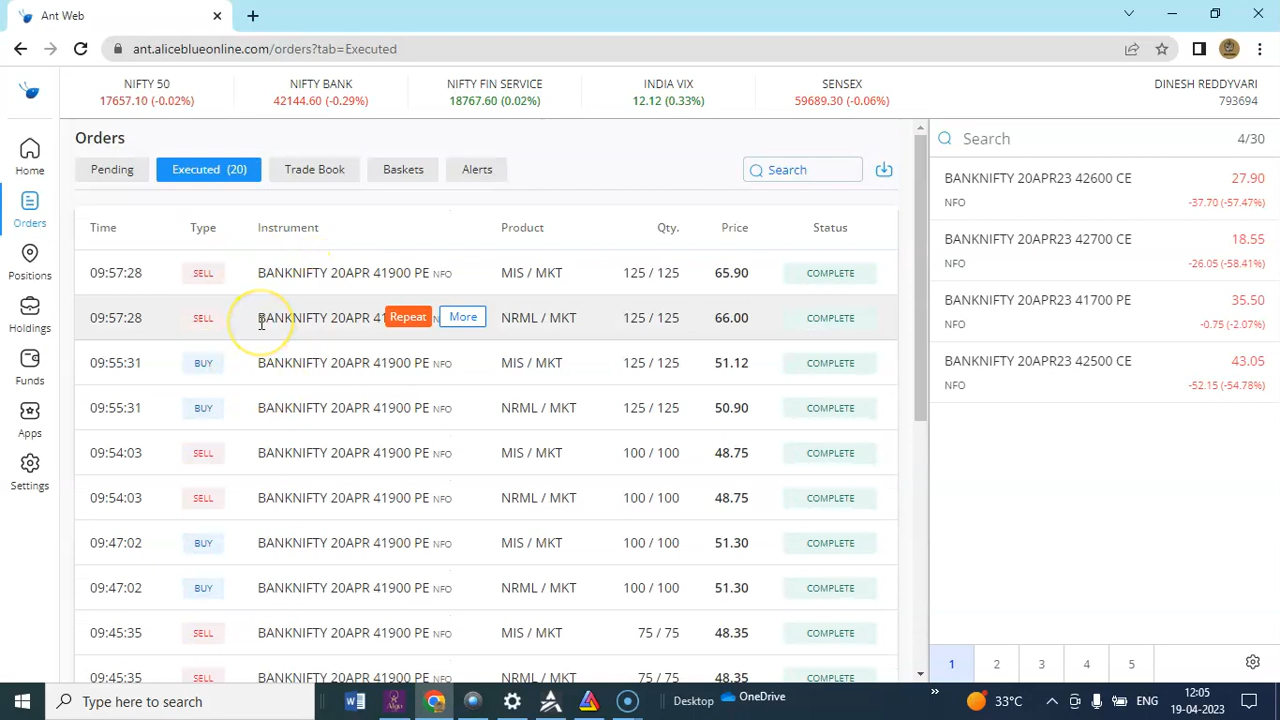 Ant Web
ant.aliceblueonline.com/orders?tab=Executed
NIFTY 50
17657.10 (-0.02%)
NIFTY BANK
42144.60 (-0.29%)
NIFTY FIN SERVICE
18767.60 (0.02%)
INDIA VIX
12.12 (0.33%)
SENSEX
59689.30 (-0.06%)
DINESH REDDYVARI
793694
Home
Orders
Positions
Holdings
Funds
Apps
Settings
Orders
Pending
Executed (20)
Trade Book
Baskets
Alerts
Search
Time Type Instrument Product Qty. Price Status
09:57:28 SELL BANKNIFTY 20APR 41900 PE NFO MIS / MKT 125 / 125 65.90 COMPLETE
09:57:28 SELL BANKNIFTY 20APR 41 Repeat More NRML / MKT 125 / 125 66.00 COMPLETE
09:55:31 BUY BANKNIFTY 20APR 41900 PE NFO MIS / MKT 125 / 125 51.12 COMPLETE
09:55:31 BUY BANKNIFTY 20APR 41900 PE NFO NRML / MKT 125 / 125 50.90 COMPLETE
09:54:03 SELL BANKNIFTY 20APR 41900 PE NFO MIS / MKT 100 / 100 48.75 COMPLETE
09:54:03 SELL BANKNIFTY 20APR 41900 PE NFO NRML / MKT 100 / 100 48.75 COMPLETE
09:47:02 BUY BANKNIFTY 20APR 41900 PE NFO MIS / MKT 100 / 100 51.30 COMPLETE
09:47:02 BUY BANKNIFTY 20APR 41900 PE NFO NRML / MKT 100 / 100 51.30 COMPLETE
09:45:35 SELL BANKNIFTY 20APR 41900 PE NFO MIS / MKT 75 / 75 48.35 COMPLETE
09:45:35 SELL BANKNIFTY 20APR 41900 PE NFO NRML / MKT 75 / 75 48.35 COMPLETE
Search 4/30
BANKNIFTY 20APR23 42600 CE 27.90
NFO -37.70 (-57.47%)
BANKNIFTY 20APR23 42700 CE 18.55
NFO -26.05 (-58.41%)
BANKNIFTY 20APR23 41700 PE 35.50
NFO -0.75 (-2.07%)
BANKNIFTY 20APR23 42500 CE 43.05
NFO -52.15 (-54.78%)
1 2 3 4 5
Type here to search
Desktop
OneDrive
33°C
ENG
12:05
19-04-2023